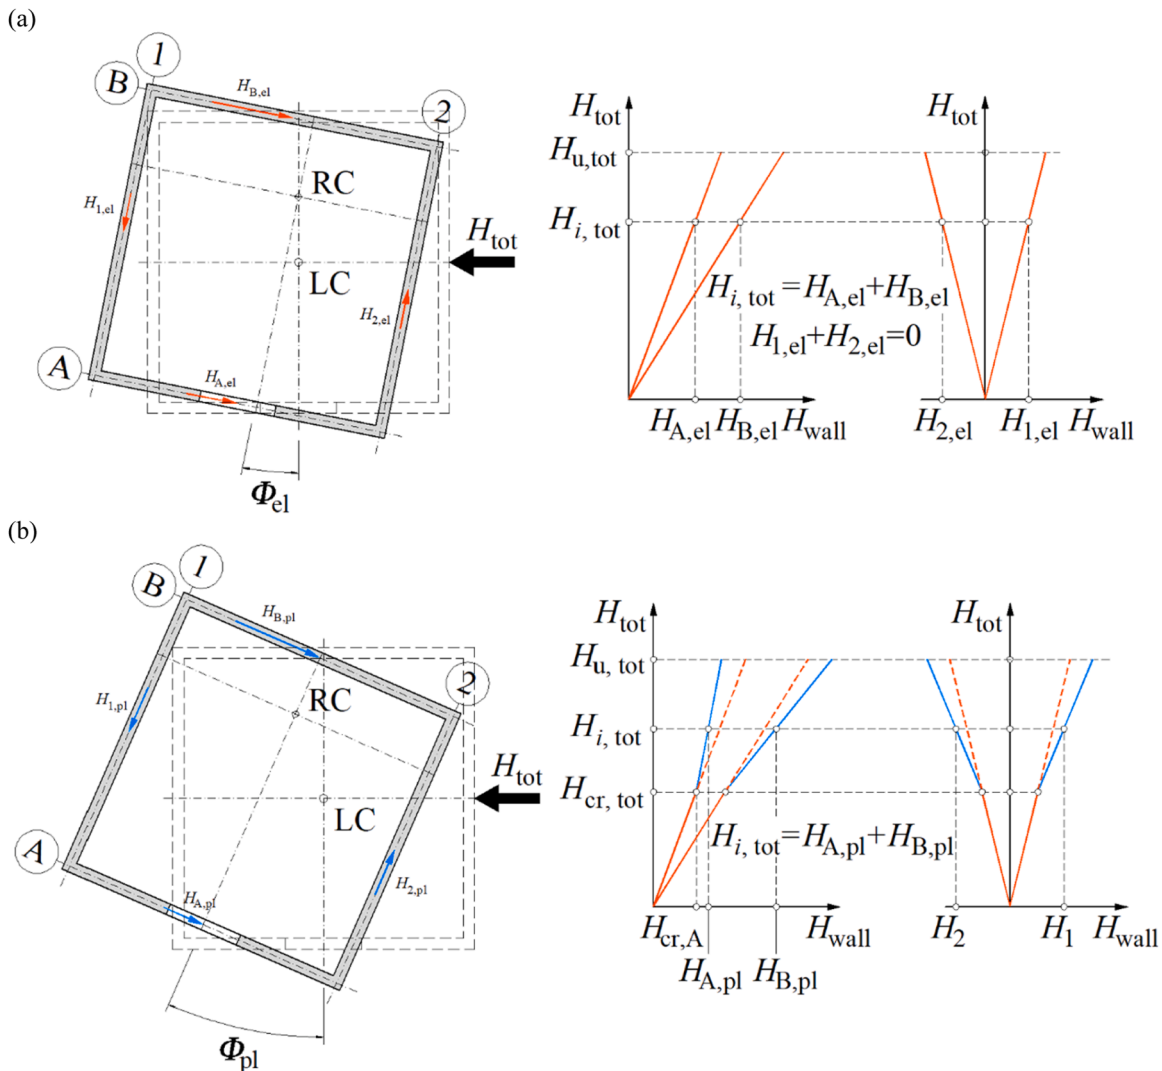 (a)
1
B
H_B,el
2
RC
H_1,el
H_tot
LC
H_2,el
A
H_A,el
Φ_el
H_tot
H_tot
H_u,tot
H_i, tot
H_i, tot = H_A,el + H_B,el
H_1,el + H_2,el = 0
H_A,el H_B,el H_wall
H_2,el H_1,el H_wall
(b)
1
B
H_B,pl
2
RC
H_1,pl
H_tot
LC
H_2,pl
A
H_A,pl
Φ_pl
H_tot
H_tot
H_u, tot
H_i, tot
H_cr, tot
H_i, tot = H_A,pl + H_B,pl
H_cr,A H_wall
H_A,pl H_B,pl
H_2 H_1 H_wall